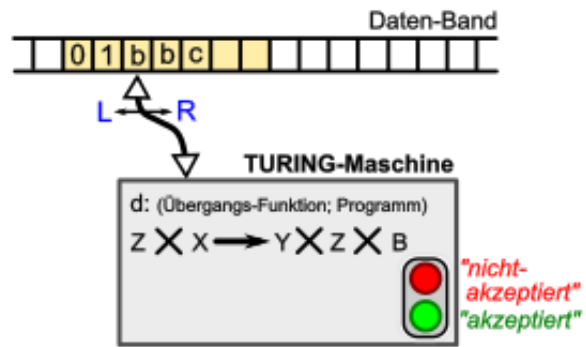 Daten-Band
0 1 b b c
L R
TURING-Maschine
d: (Übergangs-Funktion; Programm)
Z X X → Y X Z X B
"nicht-
akzeptiert"
"akzeptiert"